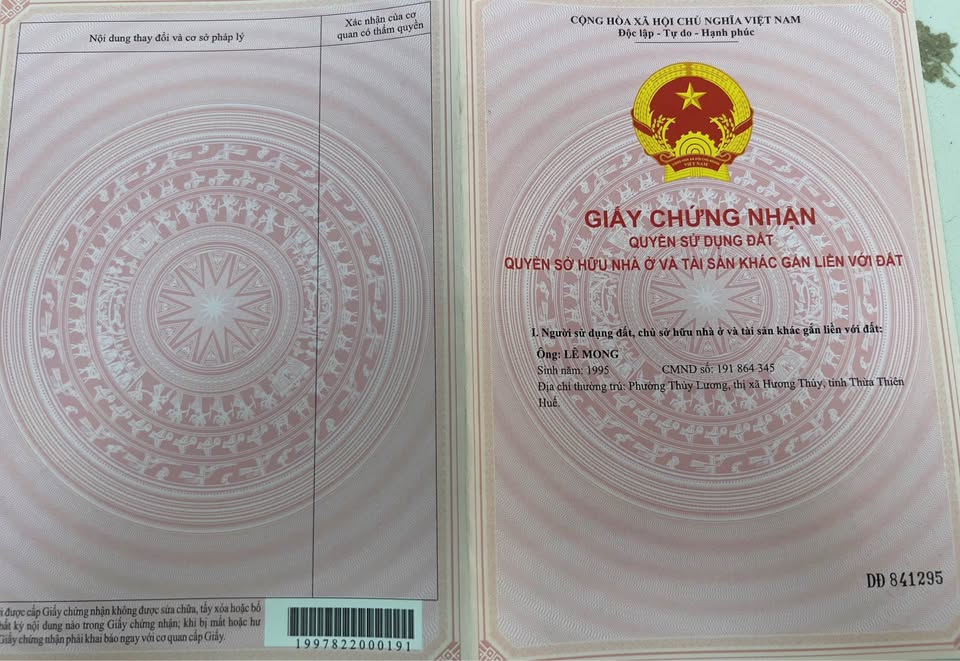 Nội dung thay đổi và cơ sở pháp lý
Xác nhận của cơ
quan có thẩm quyền
được cấp Giấy chứng nhận không được sửa chữa, tẩy xóa hoặc bổ
bất kỳ nội dung nào trong Giấy chứng nhận; khi bị mất hoặc hư
Giấy chứng nhận phải khai báo ngay với cơ quan cấp Giấy.
1997822000191
CỘNG HÒA XÃ HỘI CHỦ NGHĨA VIỆT NAM
Độc lập - Tự do - Hạnh phúc
VIỆT NAM
GIẤY CHỨNG NHẬN
QUYỀN SỬ DỤNG ĐẤT
QUYỀN SỞ HỮU NHÀ Ở VÀ TÀI SẢN KHÁC GẮN LIỀN VỚI ĐẤT
I. Người sử dụng đất, chủ sở hữu nhà ở và tài sản khác gắn liền với đất:
Ông: LÊ MONG
Sinh năm: 1995 CMND số: 191 864 345
Địa chỉ thường trú: Phường Thủy Lương, thị xã Hương Thủy, tỉnh Thừa Thiên
Huế.
DĐ 841295